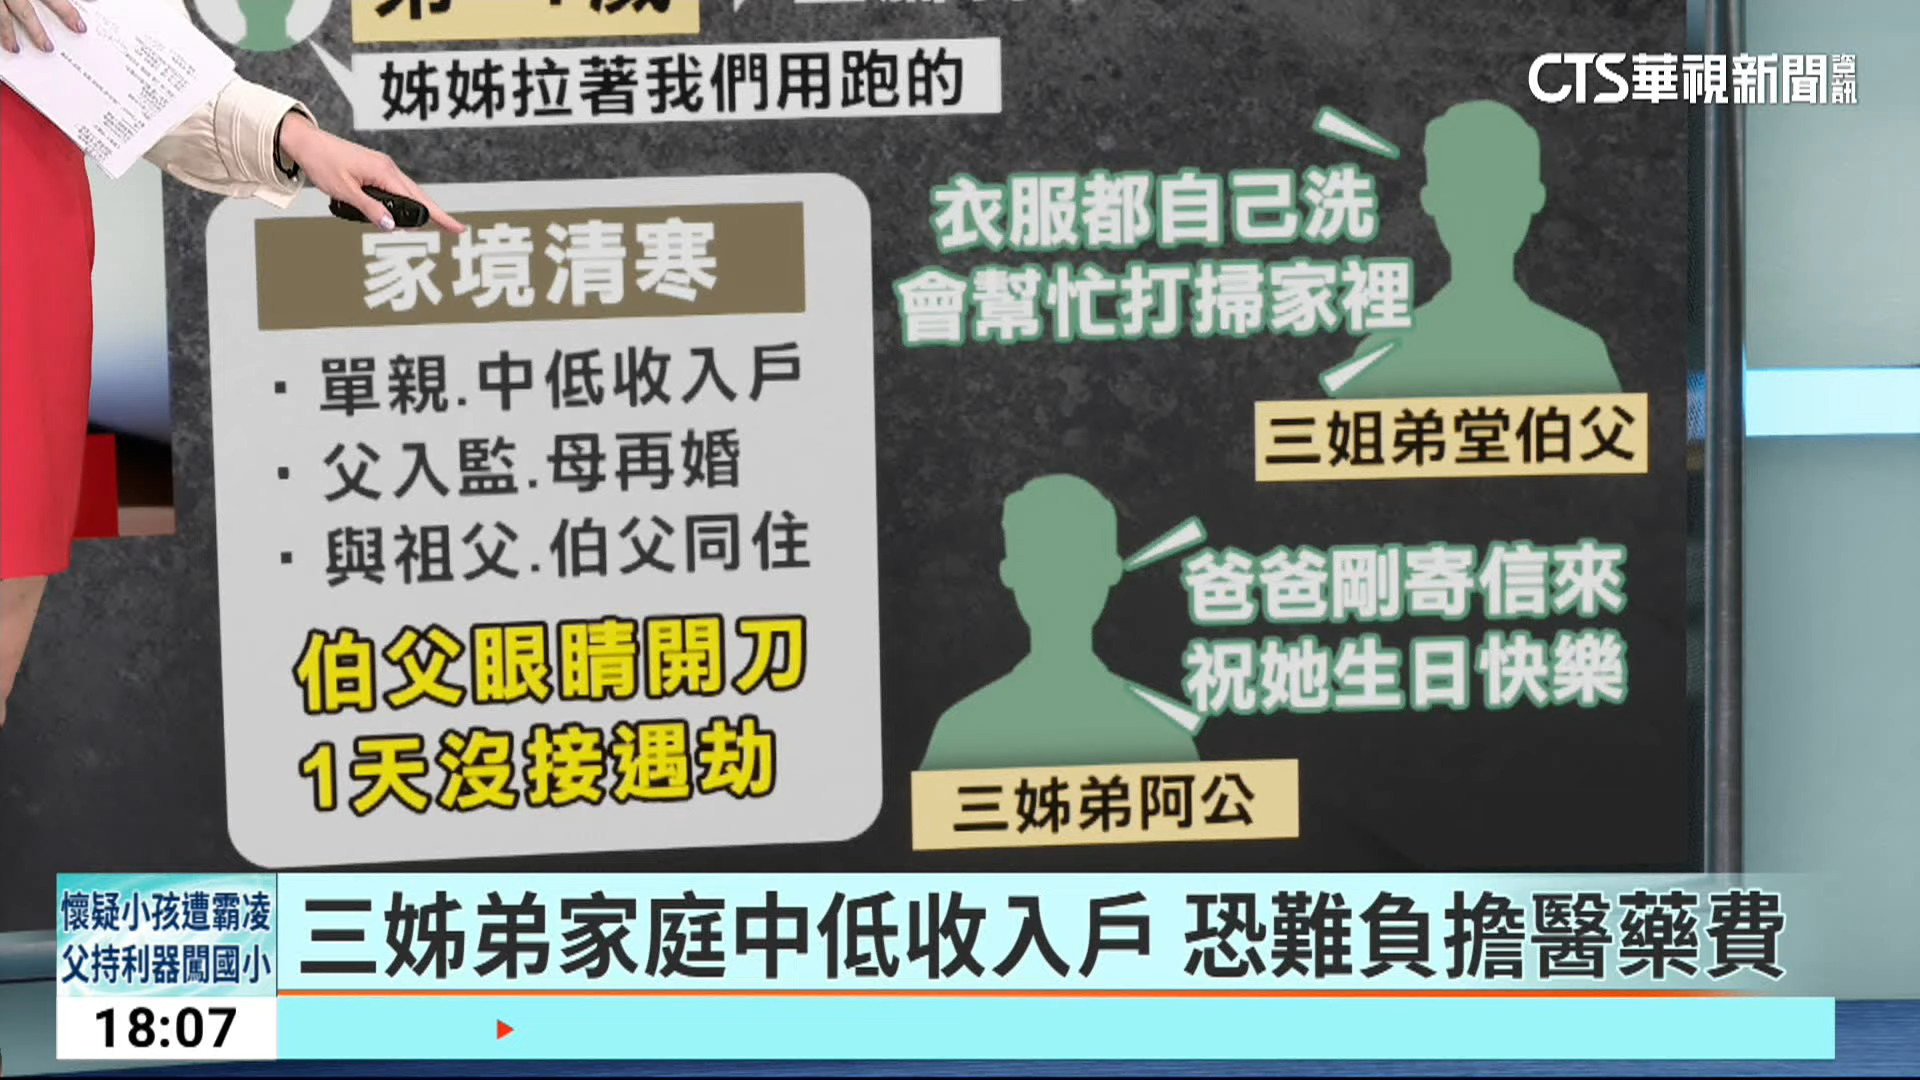 姊姊拉著我們用跑的
CTS華視新聞資訊
家境清寒
·單親.中低收入戶
·父入監.母再婚
·與祖父.伯父同住
伯父眼睛開刀
1天沒接遇劫
衣服都自己洗
會幫忙打掃家裡
三姐弟堂伯父
爸爸剛寄信來
祝她生日快樂
三姊弟阿公
懷疑小孩遭霸凌
父持利器闖國小
三姊弟家庭中低收入戶 恐難負擔醫藥費
18:07